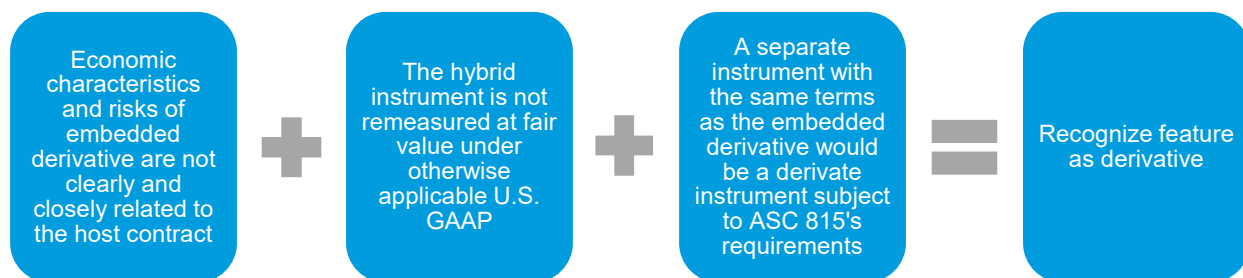 Economic
characteristics
and risks of
embedded
derivative are not
clearly and
closely related to
the host contract
The hybrid
instrument is not
remeasured at fair
value under
otherwise
applicable U.S.
GAAP
A separate
instrument with
the same terms
as the embedded
derivative would
be a derivate
instrument subject
to ASC 815's
requirements
Recognize feature
as derivative